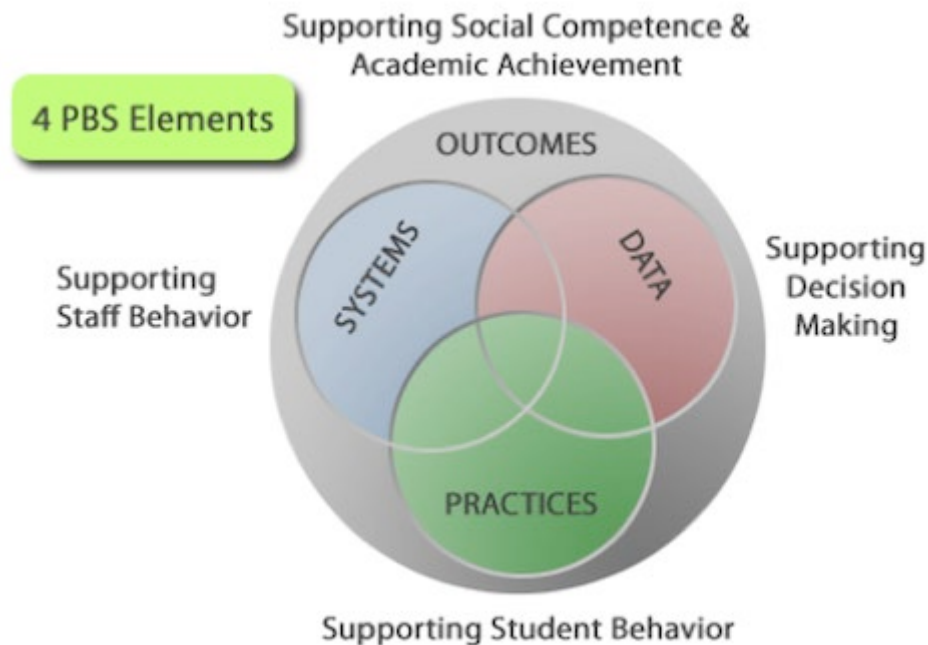 Supporting Social Competence &
Academic Achievement
4 PBS Elements
OUTCOMES
SYSTEMS
DATA
Supporting
Staff Behavior
Supporting
Decision
Making
PRACTICES
Supporting Student Behavior